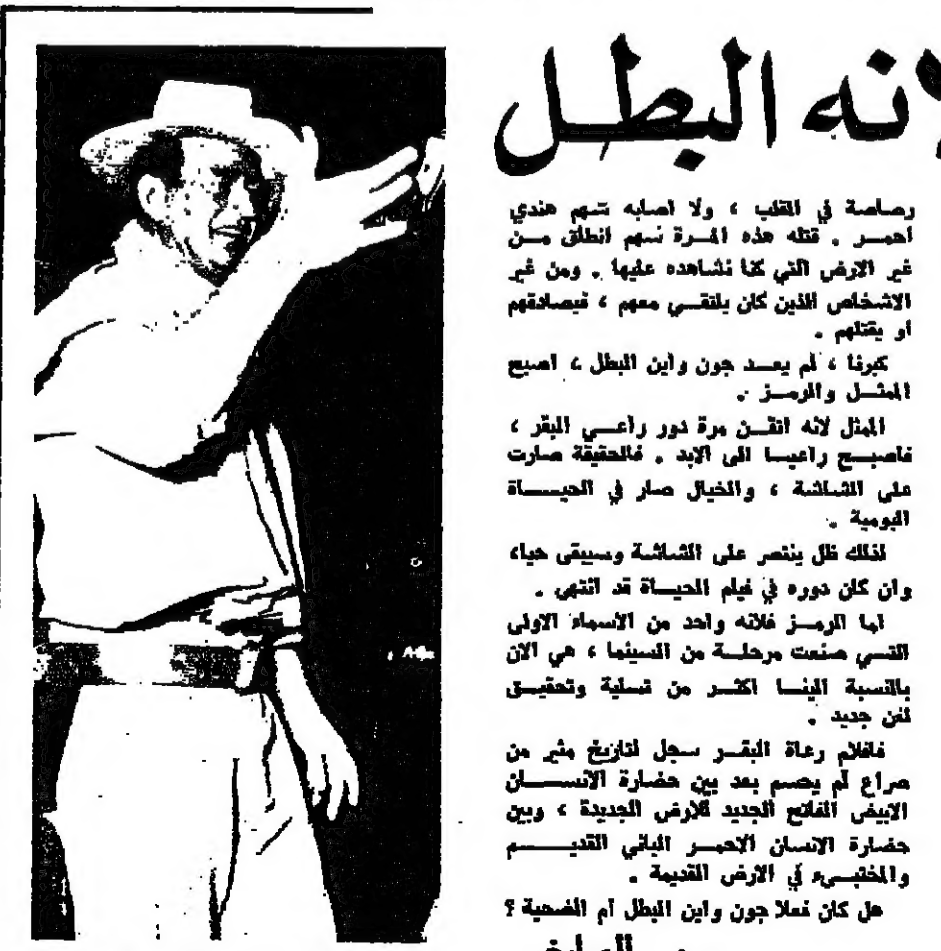 لانه البطل
رصاصة في القلب ، ولا اصابه سهم هندي
احمر . قتله هذه المرة سهم انطلق من
غير الارض التي كنا نشاهده عليها . ومن غير
الاشخاص الذين كان يلتقي معهم ، فيصادقهم
او يقتلهم .
كبرنا ، لم يعد جون واين البطل ، اصبح
الممثل والرمز .
الممثل لانه اتقن مرة دور راعي البقر ،
فاصبح راعيا الى الابد . فالحقيقة صارت
على الشاشة ، والخيال صار في الحياة
اليومية .
لذلك ظل ينتصر على الشاشة وسيبقى حيا،
وان كان دوره في فيلم الحياة قد انتهى .
اما الرمز فلانه واحد من الاسماء الاولى
التي صنعت مرحلة من السينما ، هي الان
بالنسبة الينا اكثر من تسلية وتحقيق
لفن جديد .
فافلام رعاة البقر سجل لتاريخ مثير من
صراع لم يحسم بعد بين حضارة الانسان
الابيض الفاتح الجديد للارض الجديدة ، وبين
حضارة الانسان الاحمر الباني القديم
والمختبىء في الارض القديمة .
هل كان فعلا جون واين البطل أم الضحية ؟